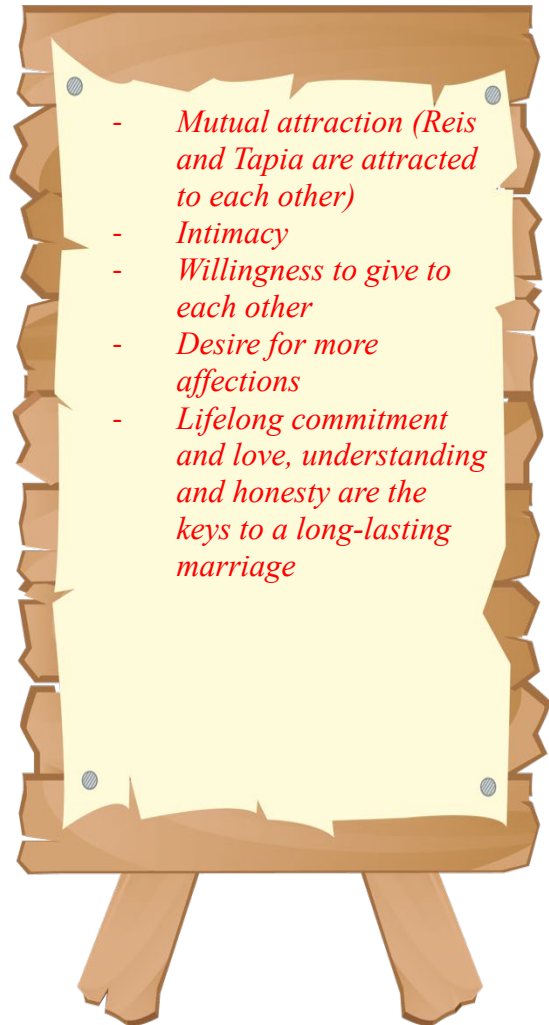 - Mutual attraction (Reis
and Tapia are attracted
to each other)
- Intimacy
- Willingness to give to
each other
- Desire for more
affections
- Lifelong commitment
and love, understanding
and honesty are the
keys to a long-lasting
marriage